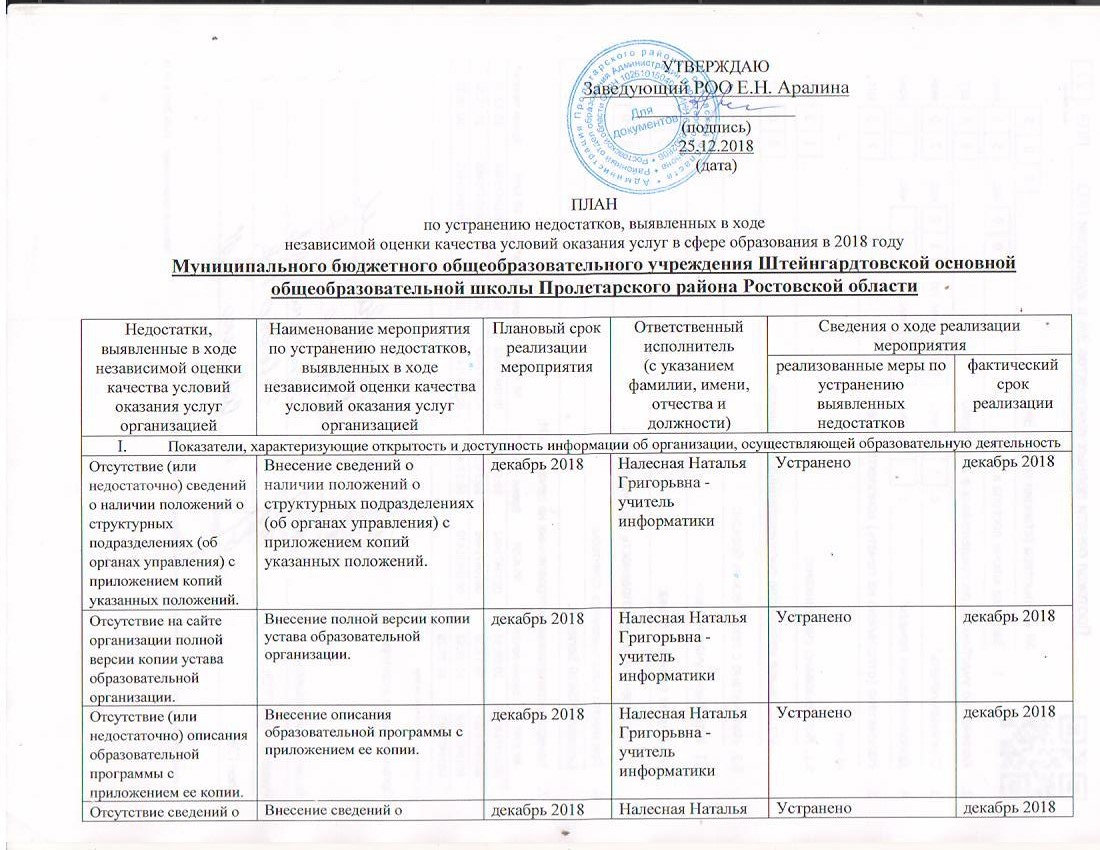 УТВЕРЖДАЮ
Заведующий РОО Е.Н. Аралина
(подпись)
25.12.2018
(дата)
Для
документов
ПЛАН
по устранению недостатков, выявленных в ходе
независимой оценки качества условий оказания услуг в сфере образования в 2018 году
Муниципального бюджетного общеобразовательного учреждения Штейнгардтовской основной
общеобразовательной школы Пролетарского района Ростовской области
Недостатки,
выявленные в ходе
независимой оценки
качества условий
оказания услуг
организацией
Наименование мероприятия
по устранению недостатков,
выявленных в ходе
независимой оценки качества
условий оказания услуг
организацией
Плановый срок
реализации
мероприятия
Ответственный
исполнитель
(с указанием
фамилии, имени,
отчества и
должности)
Сведения о ходе реализации
мероприятия
реализованные меры по
устранению
выявленных
недостатков
фактический
срок
реализации
I. Показатели, характеризующие открытость и доступность информации об организации, осуществляющей образовательную деятельность
Отсутствие (или
недостаточно) сведений
о наличии положений о
структурных
подразделениях (об
органах управления) с
приложением копий
указанных положений.
Внесение сведений о
наличии положений о
структурных подразделениях
(об органах управления) с
приложением копий
указанных положений.
декабрь 2018
Налесная Наталья
Григорьвна -
учитель
информатики
Устранено
декабрь 2018
Отсутствие на сайте
организации полной
версии копии устава
образовательной
организации.
Внесение полной версии копии
устава образовательной
организации.
декабрь 2018
Налесная Наталья
Григорьвна -
учитель
информатики
Устранено
декабрь 2018
Отсутствие (или
недостаточно) описания
образовательной
программы с
приложением ее копии.
Внесение описания
образовательной программы с
приложением ее копии.
декабрь 2018
Налесная Наталья
Григорьвна -
учитель
информатики
Устранено
декабрь 2018
Отсутствие сведений о
Внесение сведений о
декабрь 2018
Налесная Наталья
Устранено
декабрь 2018